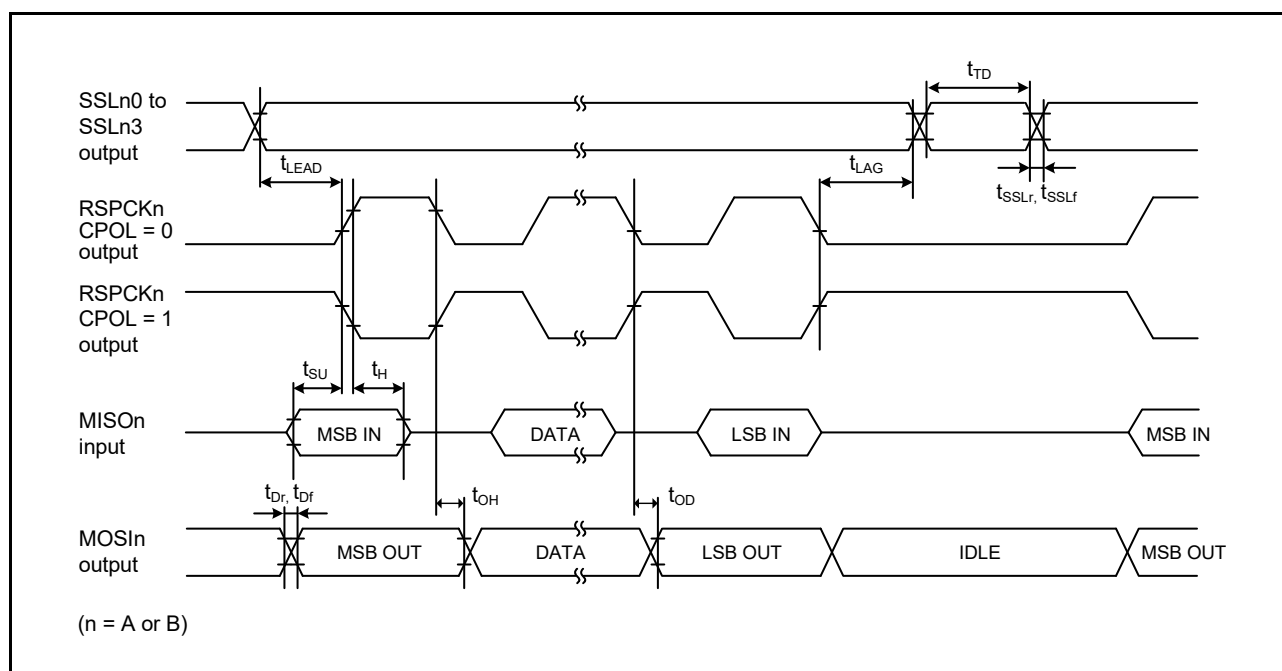 tTD
SSLn0 to
SSLn3
output
tLEAD
tLAG
tSSLr, tSSLf
RSPCKn
CPOL = 0
output
RSPCKn
CPOL = 1
output
tSU
tH
MISOn
input
MSB IN
DATA
LSB IN
MSB IN
tDr, tDf
tOH
tOD
MOSIn
output
MSB OUT
DATA
LSB OUT
IDLE
MSB OUT
(n = A or B)